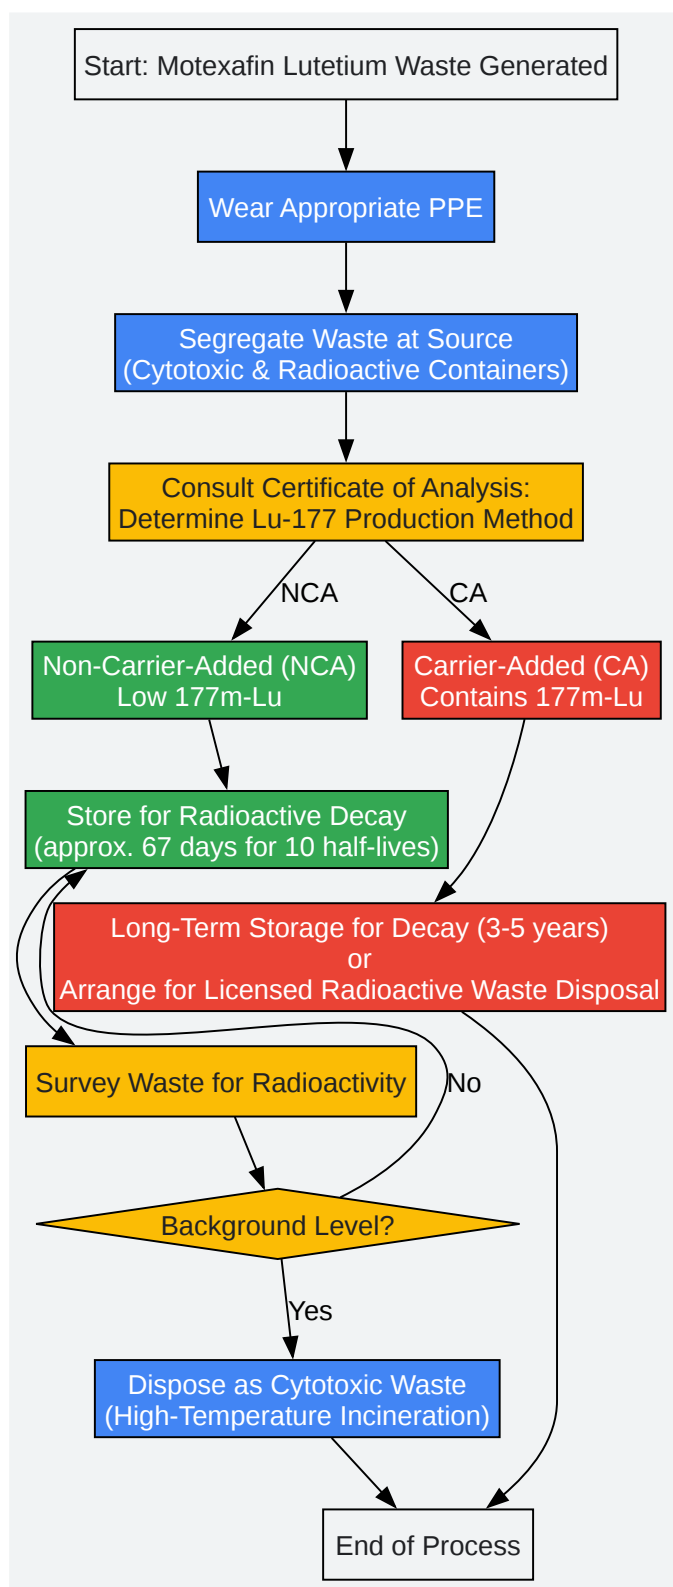 Start: Motexafin Lutetium Waste Generated
Wear Appropriate PPE
Segregate Waste at Source
(Cytotoxic & Radioactive Containers)
Consult Certificate of Analysis:
Determine Lu-177 Production Method
NCA
CA
Non-Carrier-Added (NCA)
Low 177m-Lu
Carrier-Added (CA)
Contains 177m-Lu
Store for Radioactive Decay
(approx. 67 days for 10 half-lives)
Long-Term Storage for Decay (3-5 years)
or
Arrange for Licensed Radioactive Waste Disposal
Survey Waste for Radioactivity
No
Background Level?
Yes
Dispose as Cytotoxic Waste
(High-Temperature Incineration)
End of Process